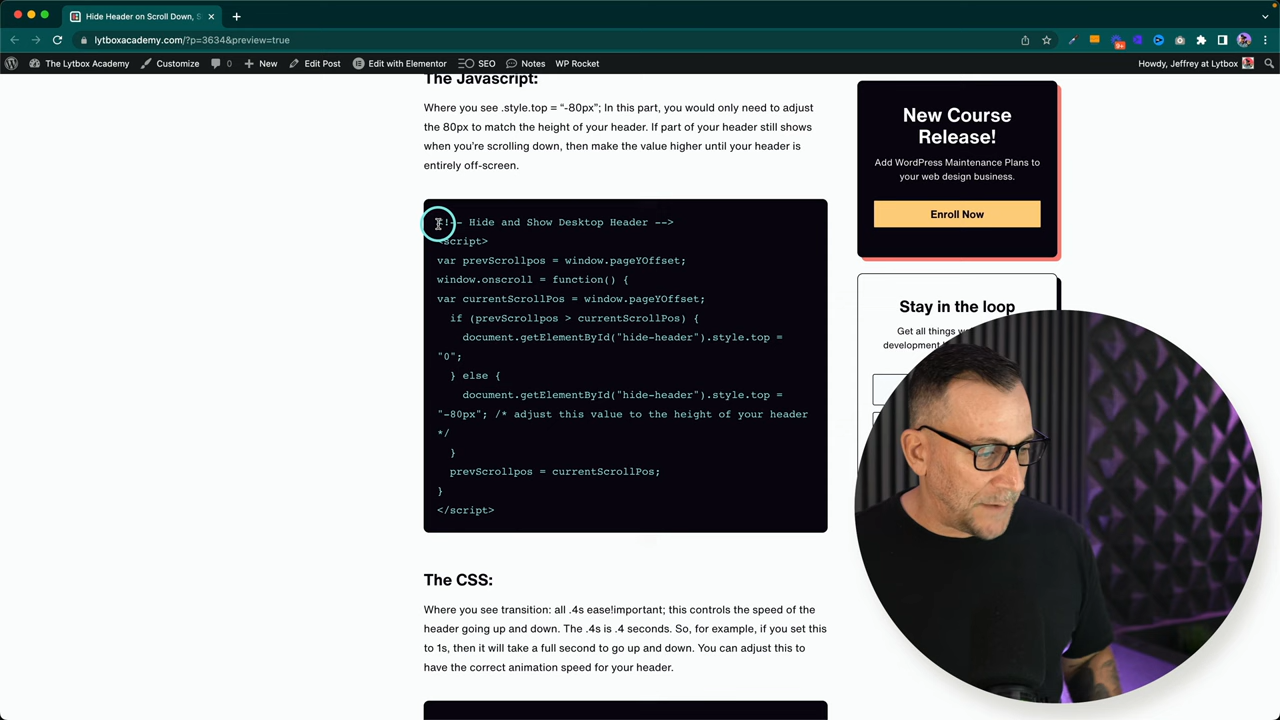 Hide Header on Scroll Down, S
lytboxacademy.com/?p=3634&preview=true
9+
The Lytbox Academy
Customize
0
New
Edit Post
Edit with Elementor
SEO
Notes
WP Rocket
Howdy, Jeffrey at Lytbox
The Javascript:
Where you see .style.top = “-80px”; In this part, you would only need to adjust
the 80px to match the height of your header. If part of your header still shows
when you’re scrolling down, then make the value higher until your header is
entirely off-screen.
<!-- Hide and Show Desktop Header -->
<script>
var prevScrollpos = window.pageYOffset;
window.onscroll = function() {
var currentScrollPos = window.pageYOffset;
if (prevScrollpos > currentScrollPos) {
document.getElementById("hide-header").style.top =
"0";
} else {
document.getElementById("hide-header").style.top =
"-80px"; /* adjust this value to the height of your header
*/
}
prevScrollpos = currentScrollPos;
}
</script>
The CSS:
Where you see transition: all .4s ease!important; this controls the speed of the
header going up and down. The .4s is .4 seconds. So, for example, if you set this
to 1s, then it will take a full second to go up and down. You can adjust this to
have the correct animation speed for your header.
New Course
Release!
Add WordPress Maintenance Plans to
your web design business.
Enroll Now
Stay in the loop
Get all things
development